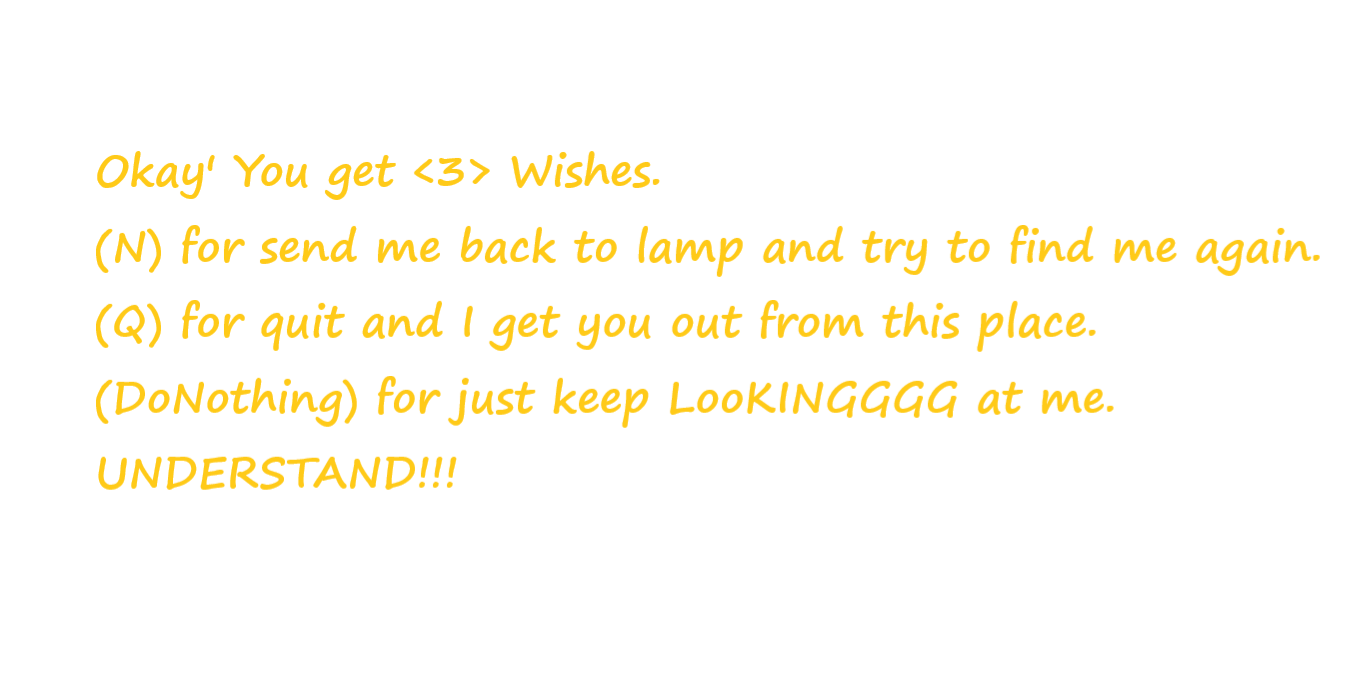 Okay' You get <3> Wishes.
(N) for send me back to lamp and try to find me again.
(Q) for quit and I get you out from this place.
(DoNothing) for just keep LooKINGGGG at me.
UNDERSTAND!!!